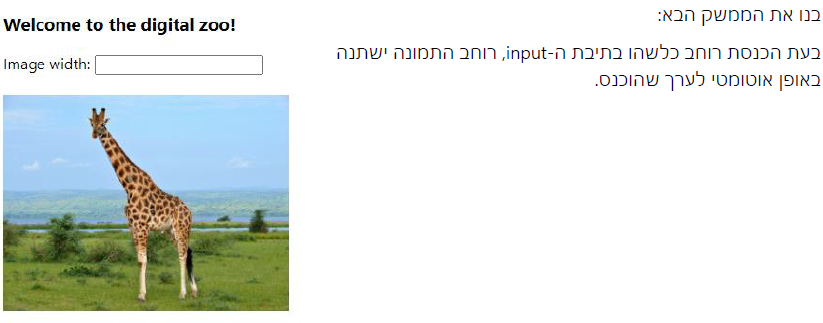 Welcome to the digital zoo!
Image width:
בנו את הממשק הבא:
בעת הכנסת רוחב כלשהו בתיבת ה-input, רוחב התמונה ישתנה
באופן אוטומטי לערך שהוכנס.